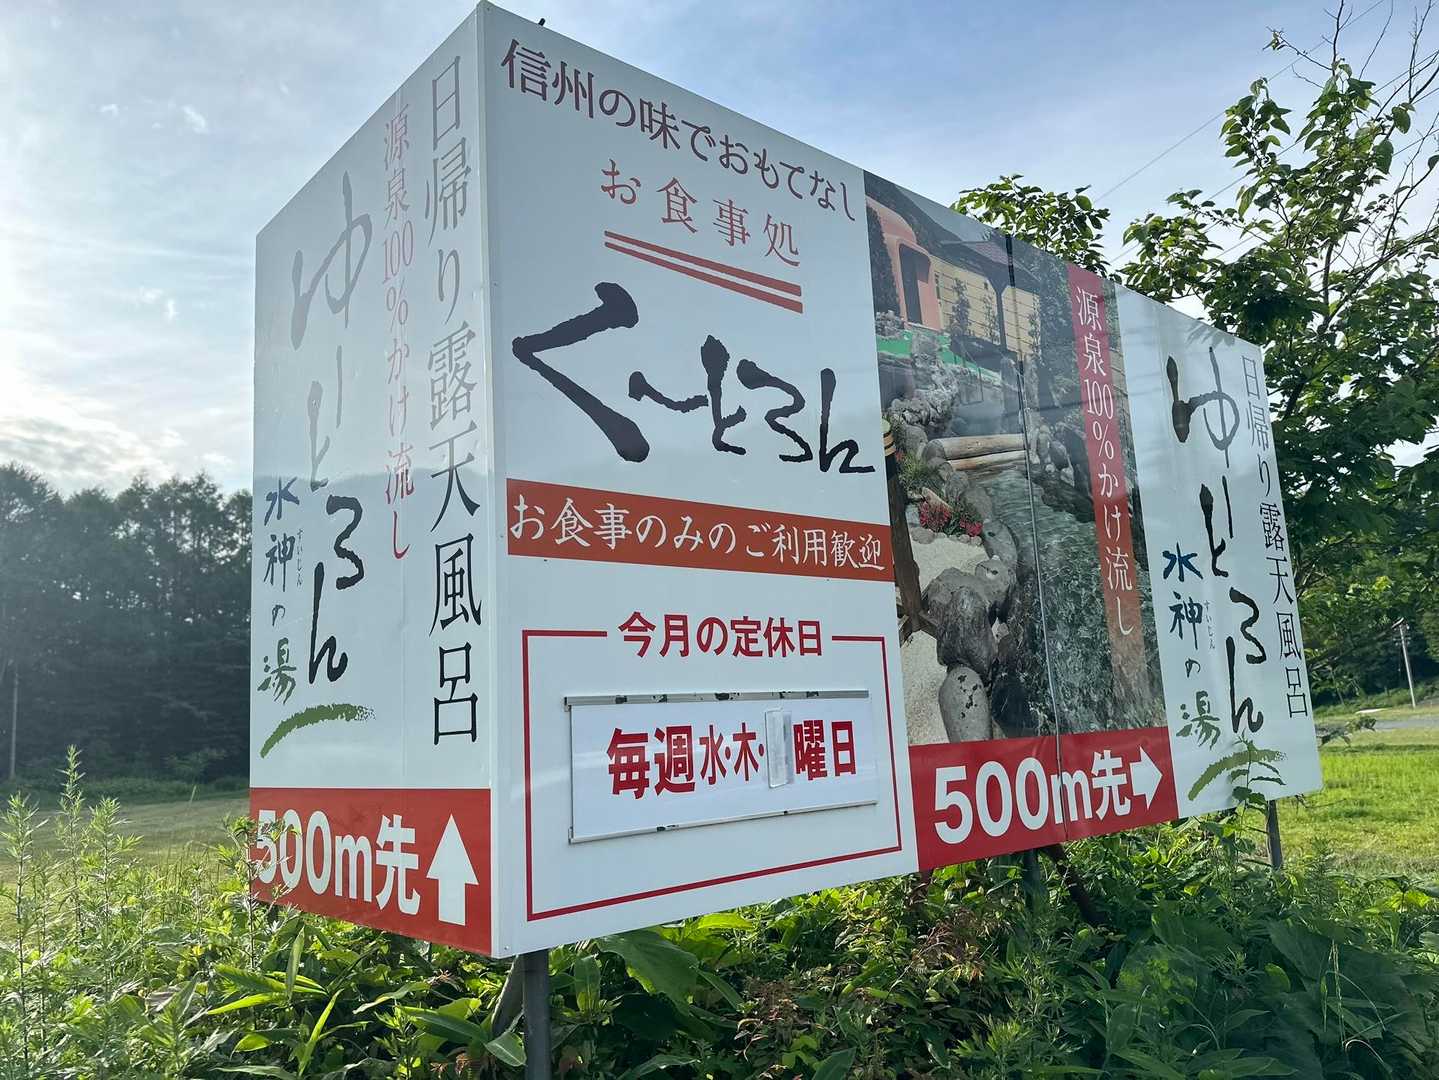 日帰り露天風呂
源泉100%かけ流し
ゆ〜とろん
水神の湯
すいじん
500m先
信州の味でおもてなし
お食事処
く〜とろん
お食事のみのご利用歓迎
今月の定休日
毎週水・木・曜日
源泉100%かけ流し
500m先
日帰り露天風呂
ゆ〜とろん
水神の湯
すいじん